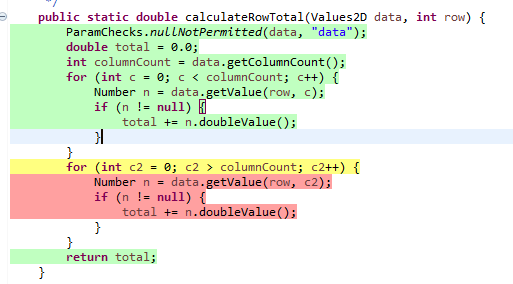 */
public static double calculateRowTotal(Values2D data, int row) {
ParamChecks.nullNotPermitted(data, "data");
double total = 0.0;
int columnCount = data.getColumnCount();
for (int c = 0; c < columnCount; c++) {
Number n = data.getValue(row, c);
if (n != null) {
total += n.doubleValue();
}
}
for (int c2 = 0; c2 > columnCount; c2++) {
Number n = data.getValue(row, c2);
if (n != null) {
total += n.doubleValue();
}
}
return total;
}